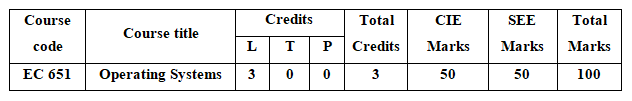 Course code Course title Credits Total Credits CIE Marks SEE Marks Total Marks
L T P
EC 651 Operating Systems 3 0 0 3 50 50 100